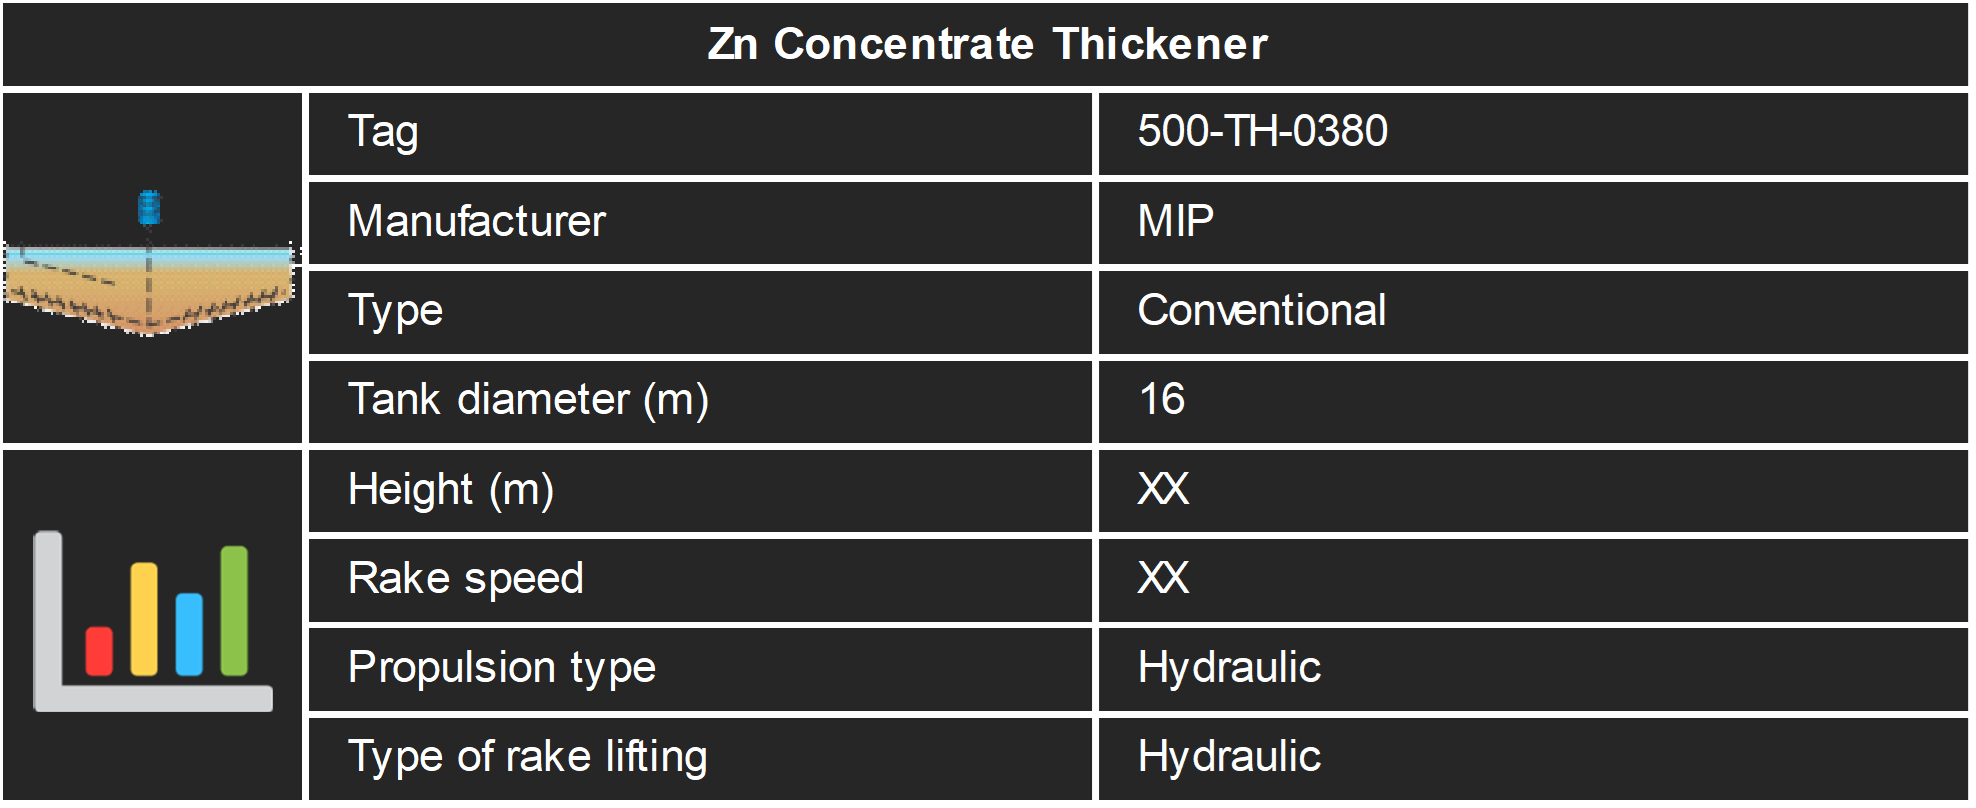 Zn Concentrate Thickener
Tag 500-TH-0380
Manufacturer MIP
Type Conventional
Tank diameter (m) 16
Height (m) XX
Rake speed XX
Propulsion type Hydraulic
Type of rake lifting Hydraulic